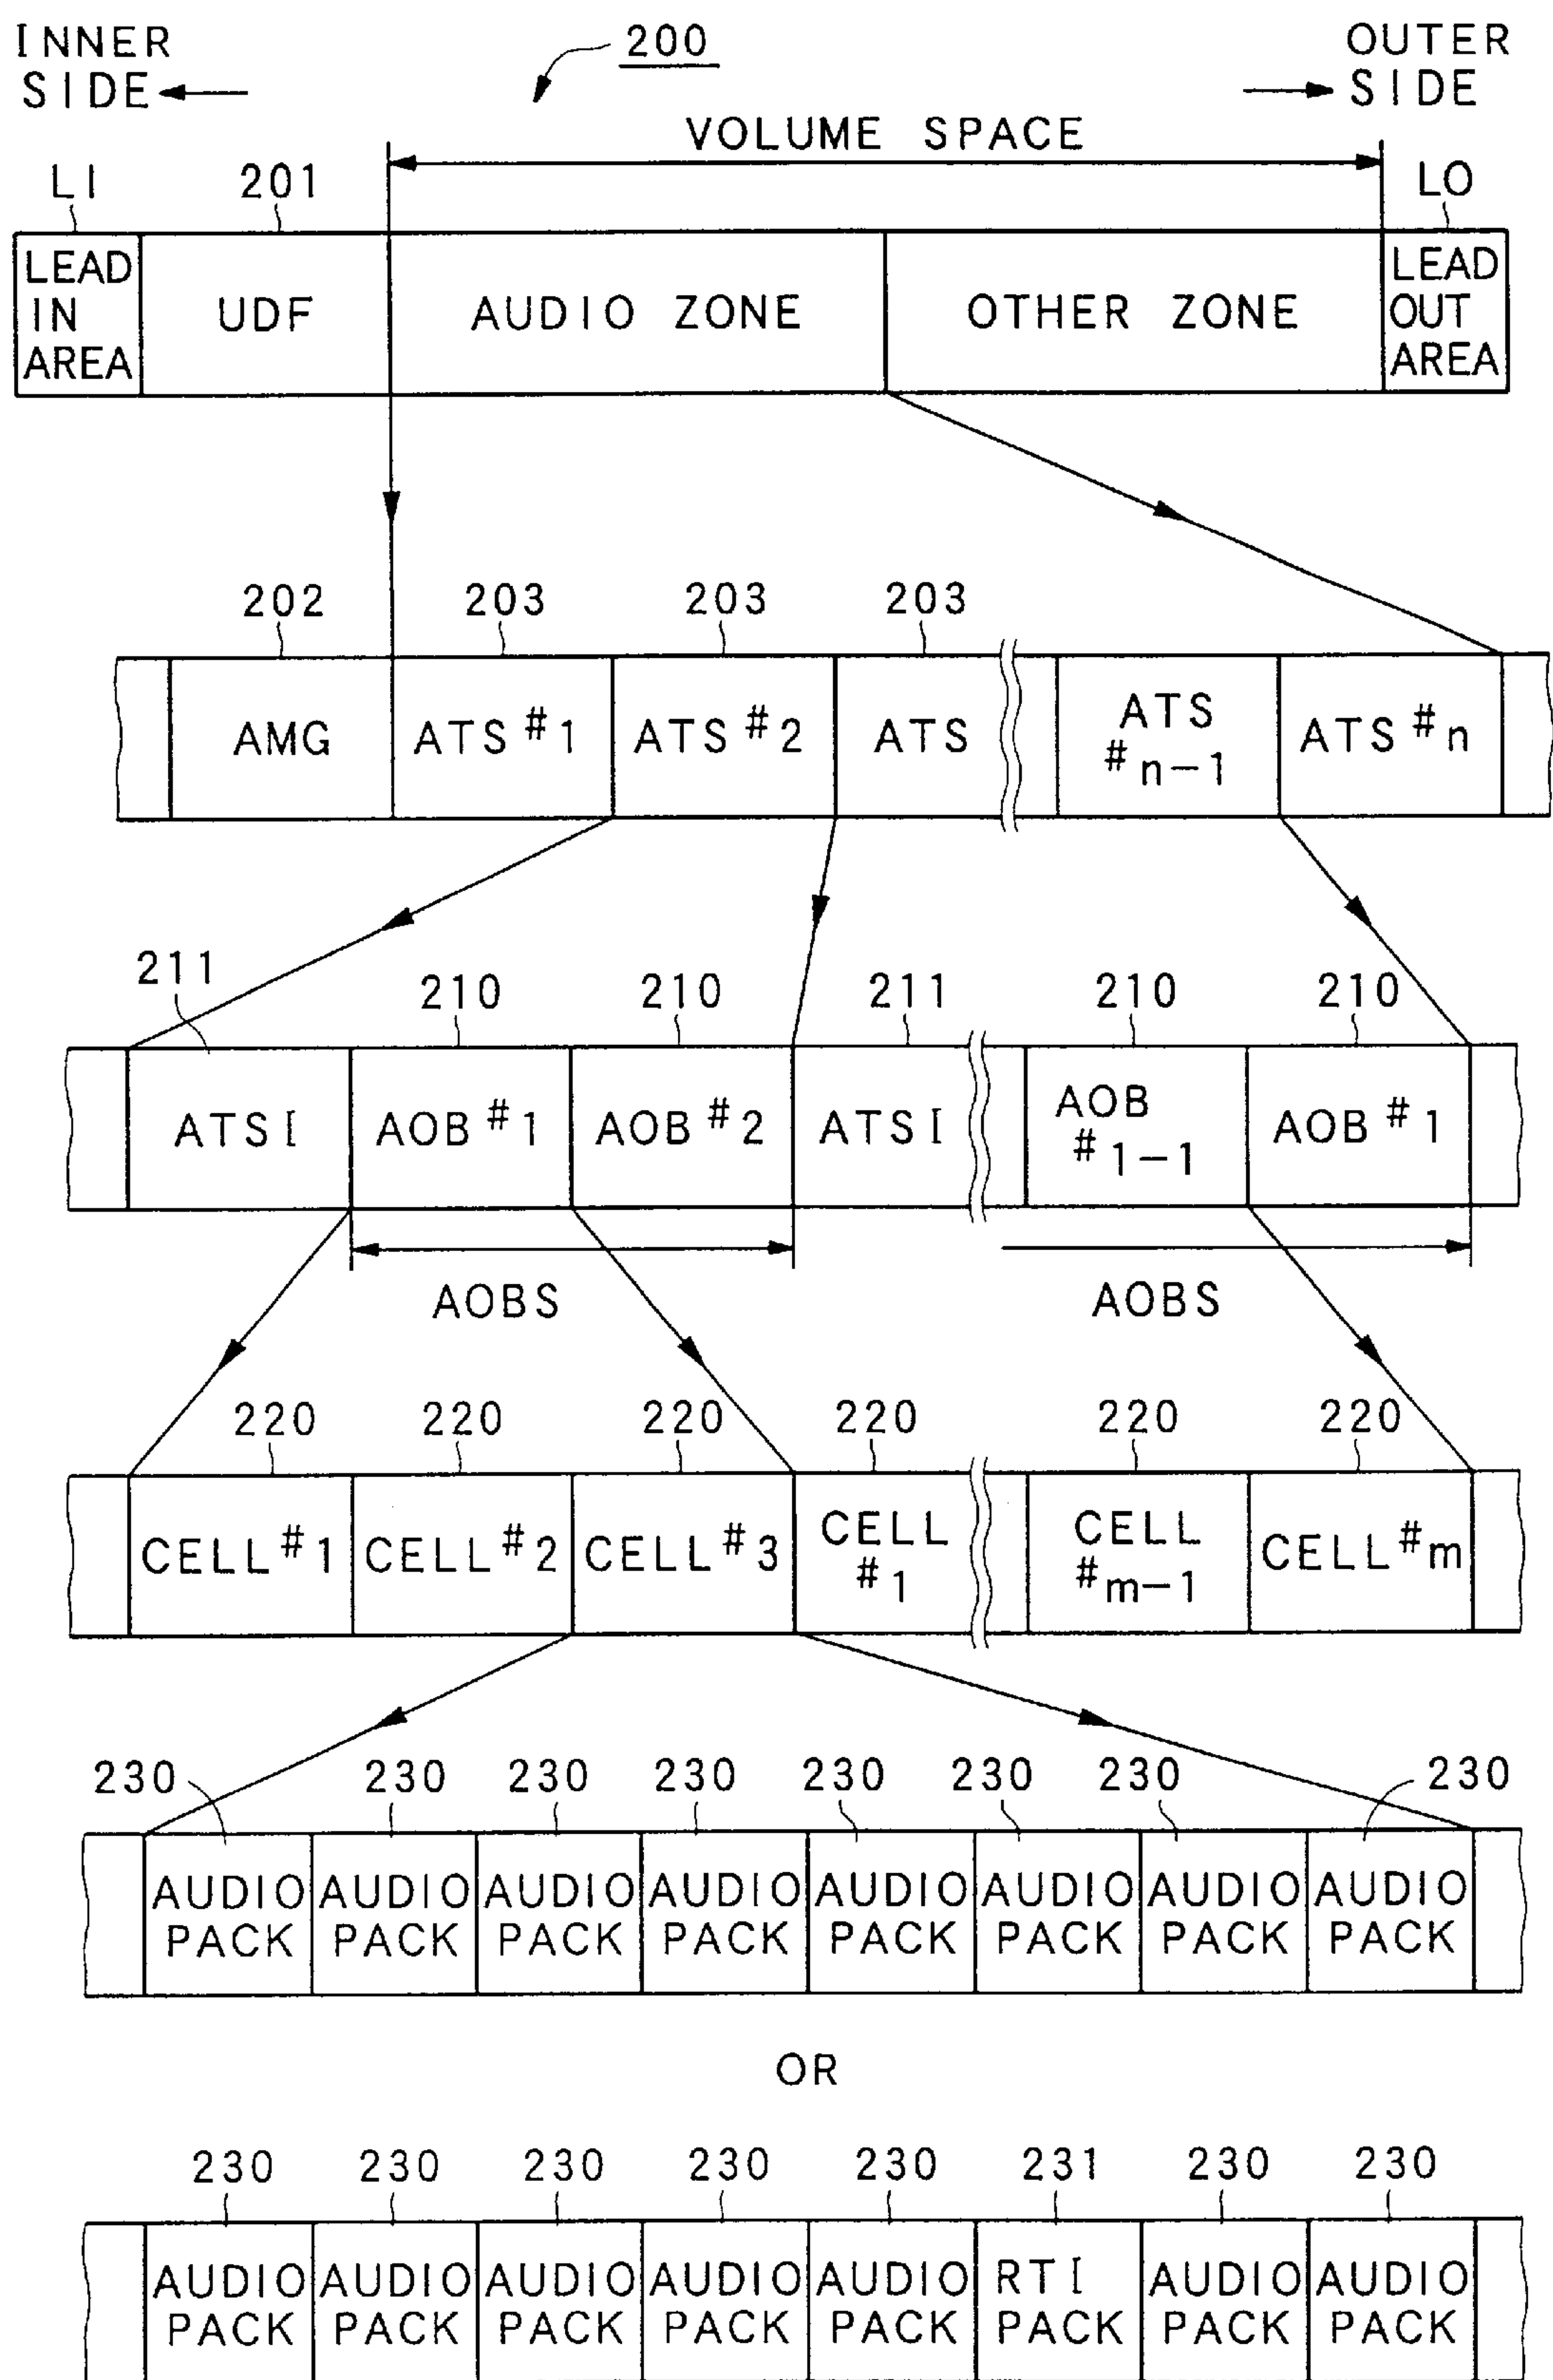 INNER SIDE
200
OUTER SIDE
VOLUME SPACE
LI 201 LO
LEAD IN AREA
UDF
AUDIO ZONE
OTHER ZONE
LEAD OUT AREA
202 203 203 203
AMG
ATS #1
ATS #2
ATS
ATS #n-1
ATS #n
211 210 210 211 210 210
ATSI
AOB #1
AOB #2
ATSI
AOB #1-1
AOB #1
AOBS AOBS
220 220 220 220 220 220
CELL #1
CELL #2
CELL #3
CELL #1
CELL #m-1
CELL #m
230 230 230 230 230 230 230 230
AUDIO PACK
AUDIO PACK
AUDIO PACK
AUDIO PACK
AUDIO PACK
AUDIO PACK
AUDIO PACK
AUDIO PACK
OR
230 230 230 230 230 231 230 230
AUDIO PACK
AUDIO PACK
AUDIO PACK
AUDIO PACK
AUDIO PACK
RTI PACK
AUDIO PACK
AUDIO PACK